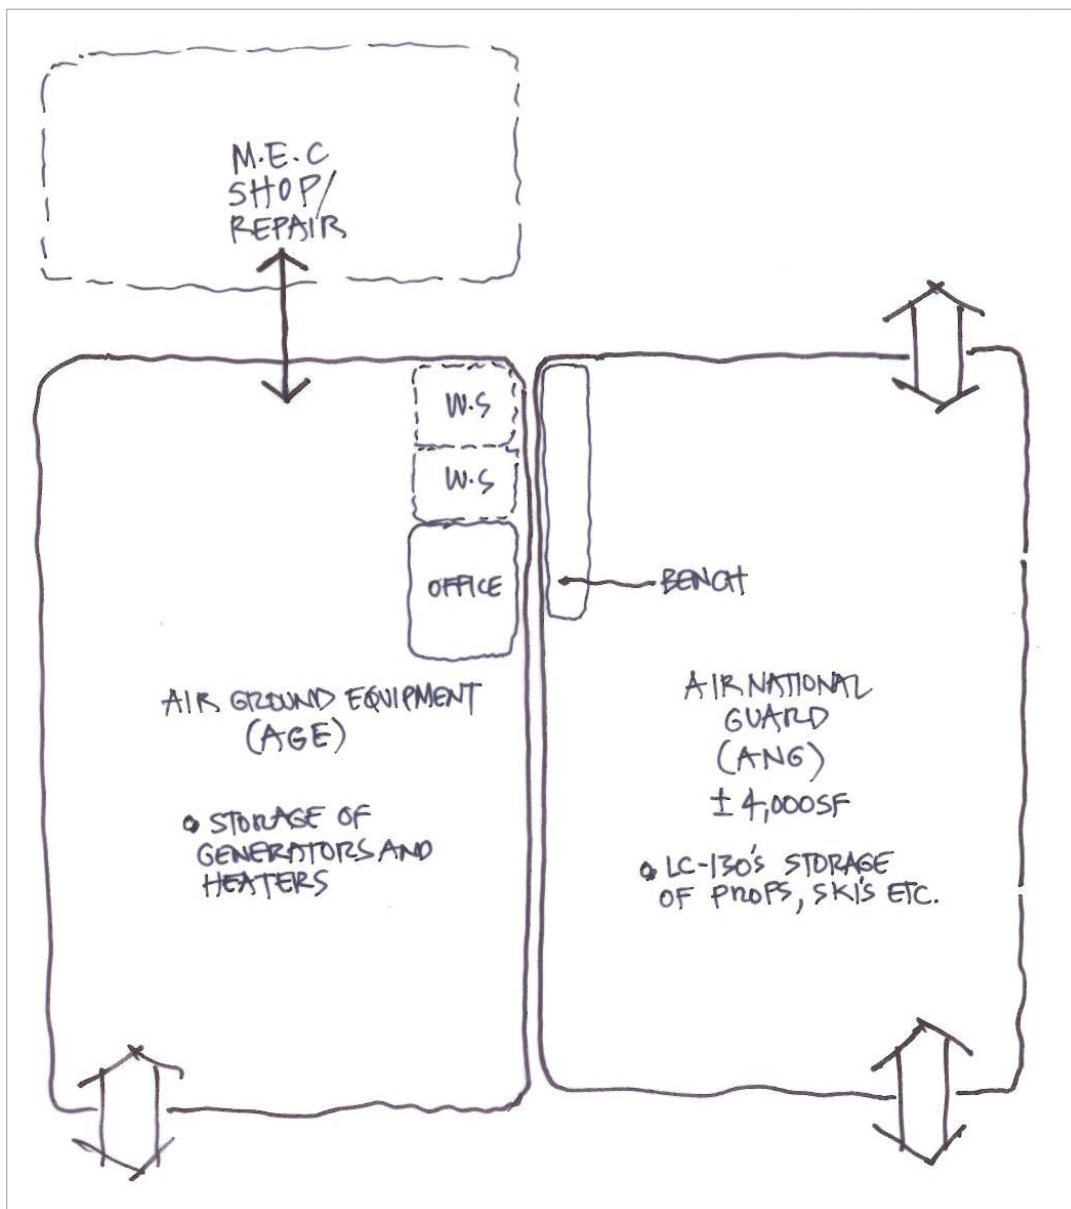 M.E.C
SHOP/
REPAIR
W.S
W.S
OFFICE
BENCH
AIR GROUND EQUIPMENT
(AGE)
• STORAGE OF
GENERATORS AND
HEATERS
AIR NATIONAL
GUARD
(ANG)
± 4,000SF
• LC-130's STORAGE
OF PROPS, SKI'S ETC.